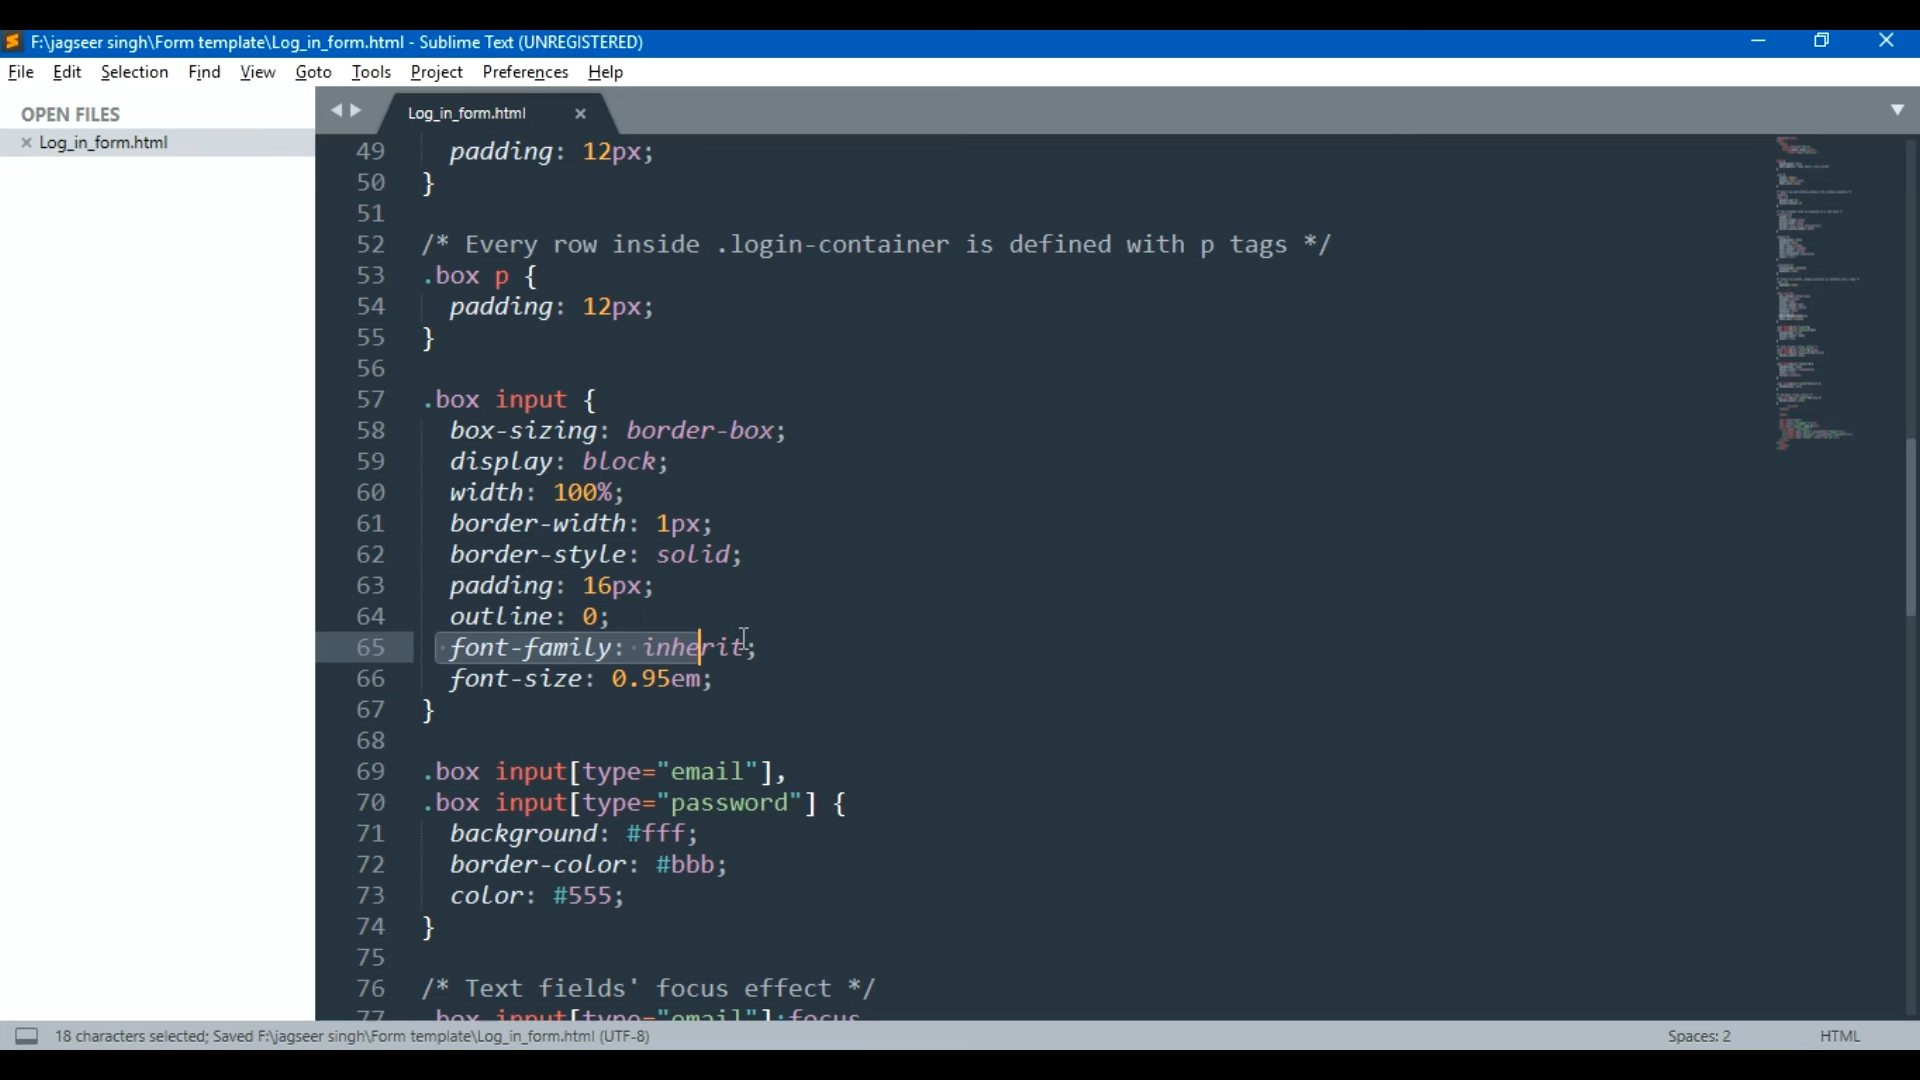 F:\jagseer singh\Form template\Log_in_form.html - Sublime Text (UNREGISTERED)
File Edit Selection Find View Goto Tools Project Preferences Help
OPEN FILES
Log_in_form.html
Log_in_form.html
49 padding: 12px;
50 }
51
52 /* Every row inside .login-container is defined with p tags */
53 .box p {
54 padding: 12px;
55 }
56
57 .box input {
58 box-sizing: border-box;
59 display: block;
60 width: 100%;
61 border-width: 1px;
62 border-style: solid;
63 padding: 16px;
64 outline: 0;
65 font-family: inherit;
66 font-size: 0.95em;
67 }
68
69 .box input[type="email"],
70 .box input[type="password"] {
71 background: #fff;
72 border-color: #bbb;
73 color: #555;
74 }
75
76 /* Text fields' focus effect */
77 .box input[type="email"]:focus
18 characters selected; Saved F:\jagseer singh\Form template\Log_in_form.html (UTF-8)
Spaces: 2 HTML